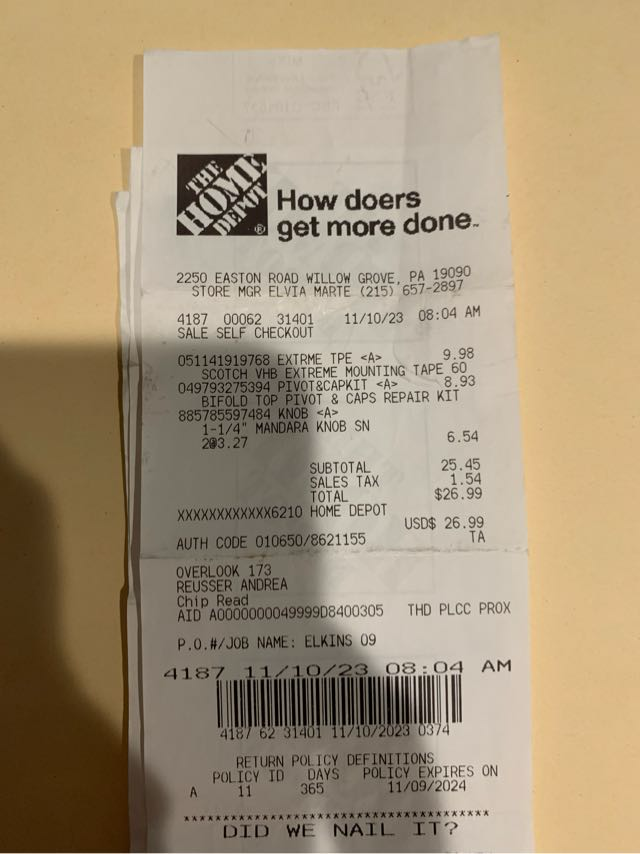 THE
HOME
DEPOT
®
How doers
get more done™
2250 EASTON ROAD WILLOW GROVE, PA 19090
STORE MGR ELVIA MARTE (215) 657-2897
4187 00062 31401 11/10/23 08:04 AM
SALE SELF CHECKOUT
051141919768 EXTRME TPE <A> 9.98
SCOTCH VHB EXTREME MOUNTING TAPE 60
049793275394 PIVOT&CAPKIT <A> 8.93
BIFOLD TOP PIVOT & CAPS REPAIR KIT
885785597484 KNOB <A>
1-1/4" MANDARA KNOB SN
2@3.27 6.54
SUBTOTAL 25.45
SALES TAX 1.54
TOTAL $26.99
XXXXXXXXXXXX6210 HOME DEPOT
USD$ 26.99
AUTH CODE 010650/8621155 TA
OVERLOOK 173
REUSSER ANDREA
Chip Read
AID A0000000049999D8400305 THD PLCC PROX
P.O.#/JOB NAME: ELKINS 09
4187 11/10/23 08:04 AM
4187 62 31401 11/10/2023 0374
RETURN POLICY DEFINITIONS
POLICY ID DAYS POLICY EXPIRES ON
A 11 365 11/09/2024
DID WE NAIL IT?